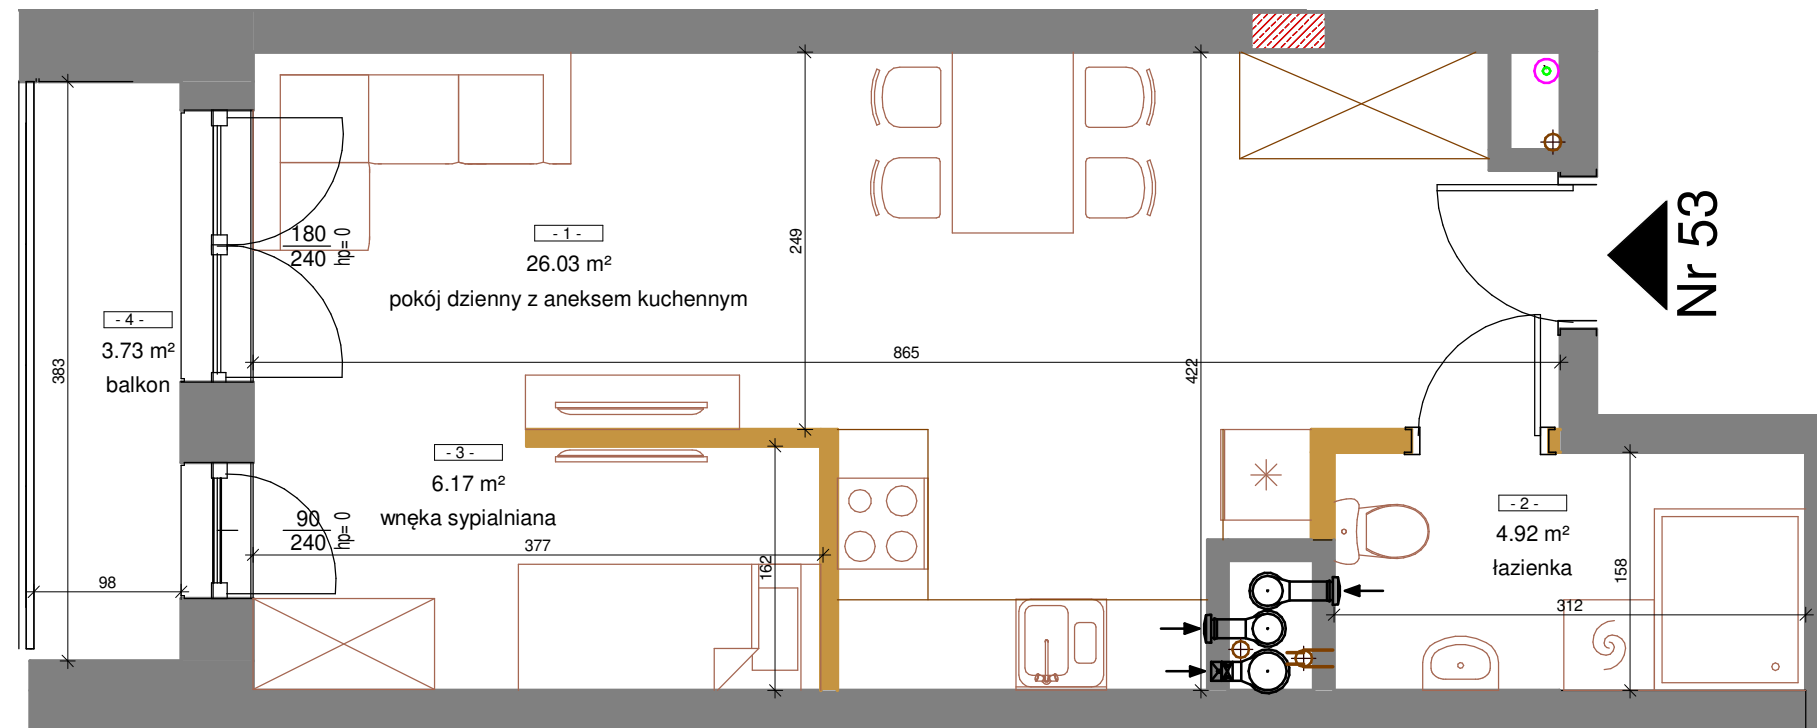 - 1 -
26.03 m²
pokój dzienny z aneksem kuchennym
180
240
hp= 0
249
865
422
Nr 53
- 4 -
3.73 m²
balkon
383
98
- 3 -
6.17 m²
wnęka sypialniana
90
240
hp= 0
377
162
- 2 -
4.92 m²
łazienka
158
312